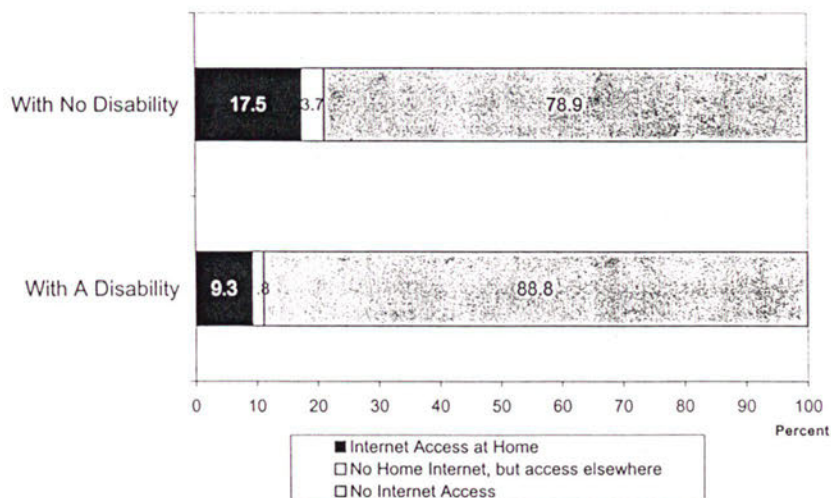 With No Disability
17.5
3.7
78.9
With A Disability
9.3
.8
88.8
0 10 20 30 40 50 60 70 80 90 100
Percent
Internet Access at Home
No Home Internet, but access elsewhere
No Internet Access